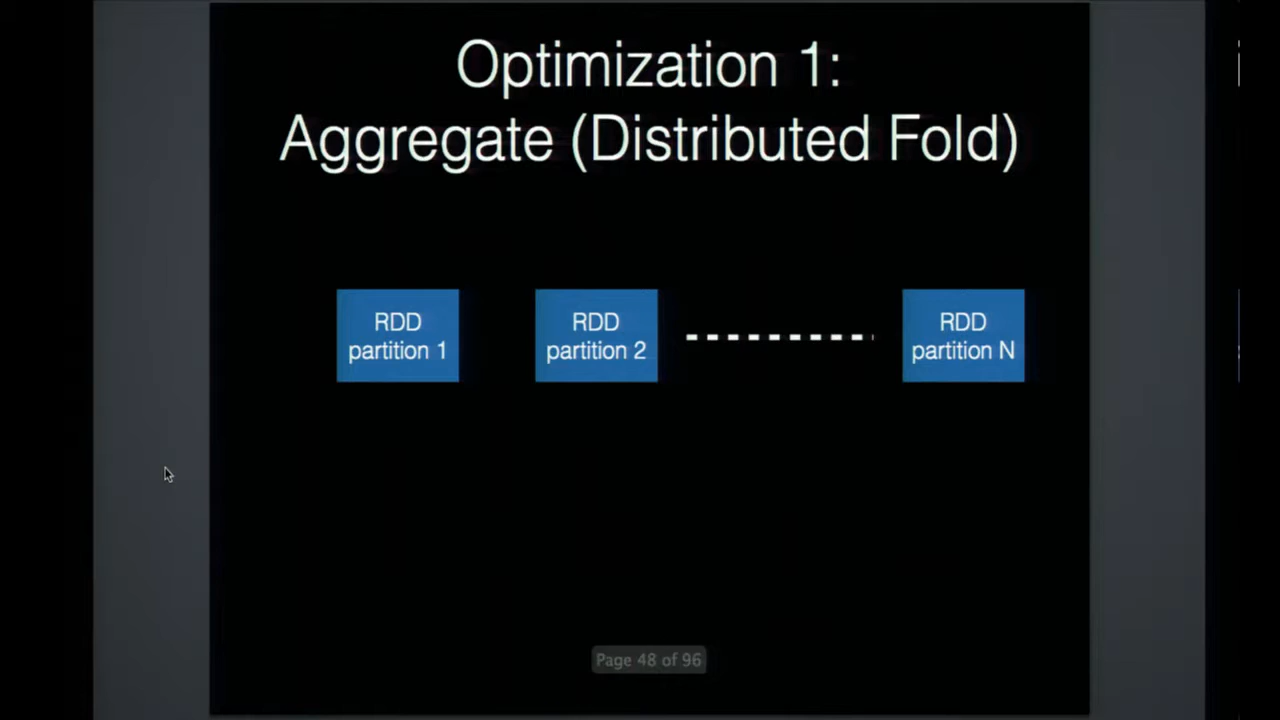 Optimization 1:
Aggregate (Distributed Fold)
RDD
partition 1
RDD
partition 2
RDD
partition N
Page 48 of 96